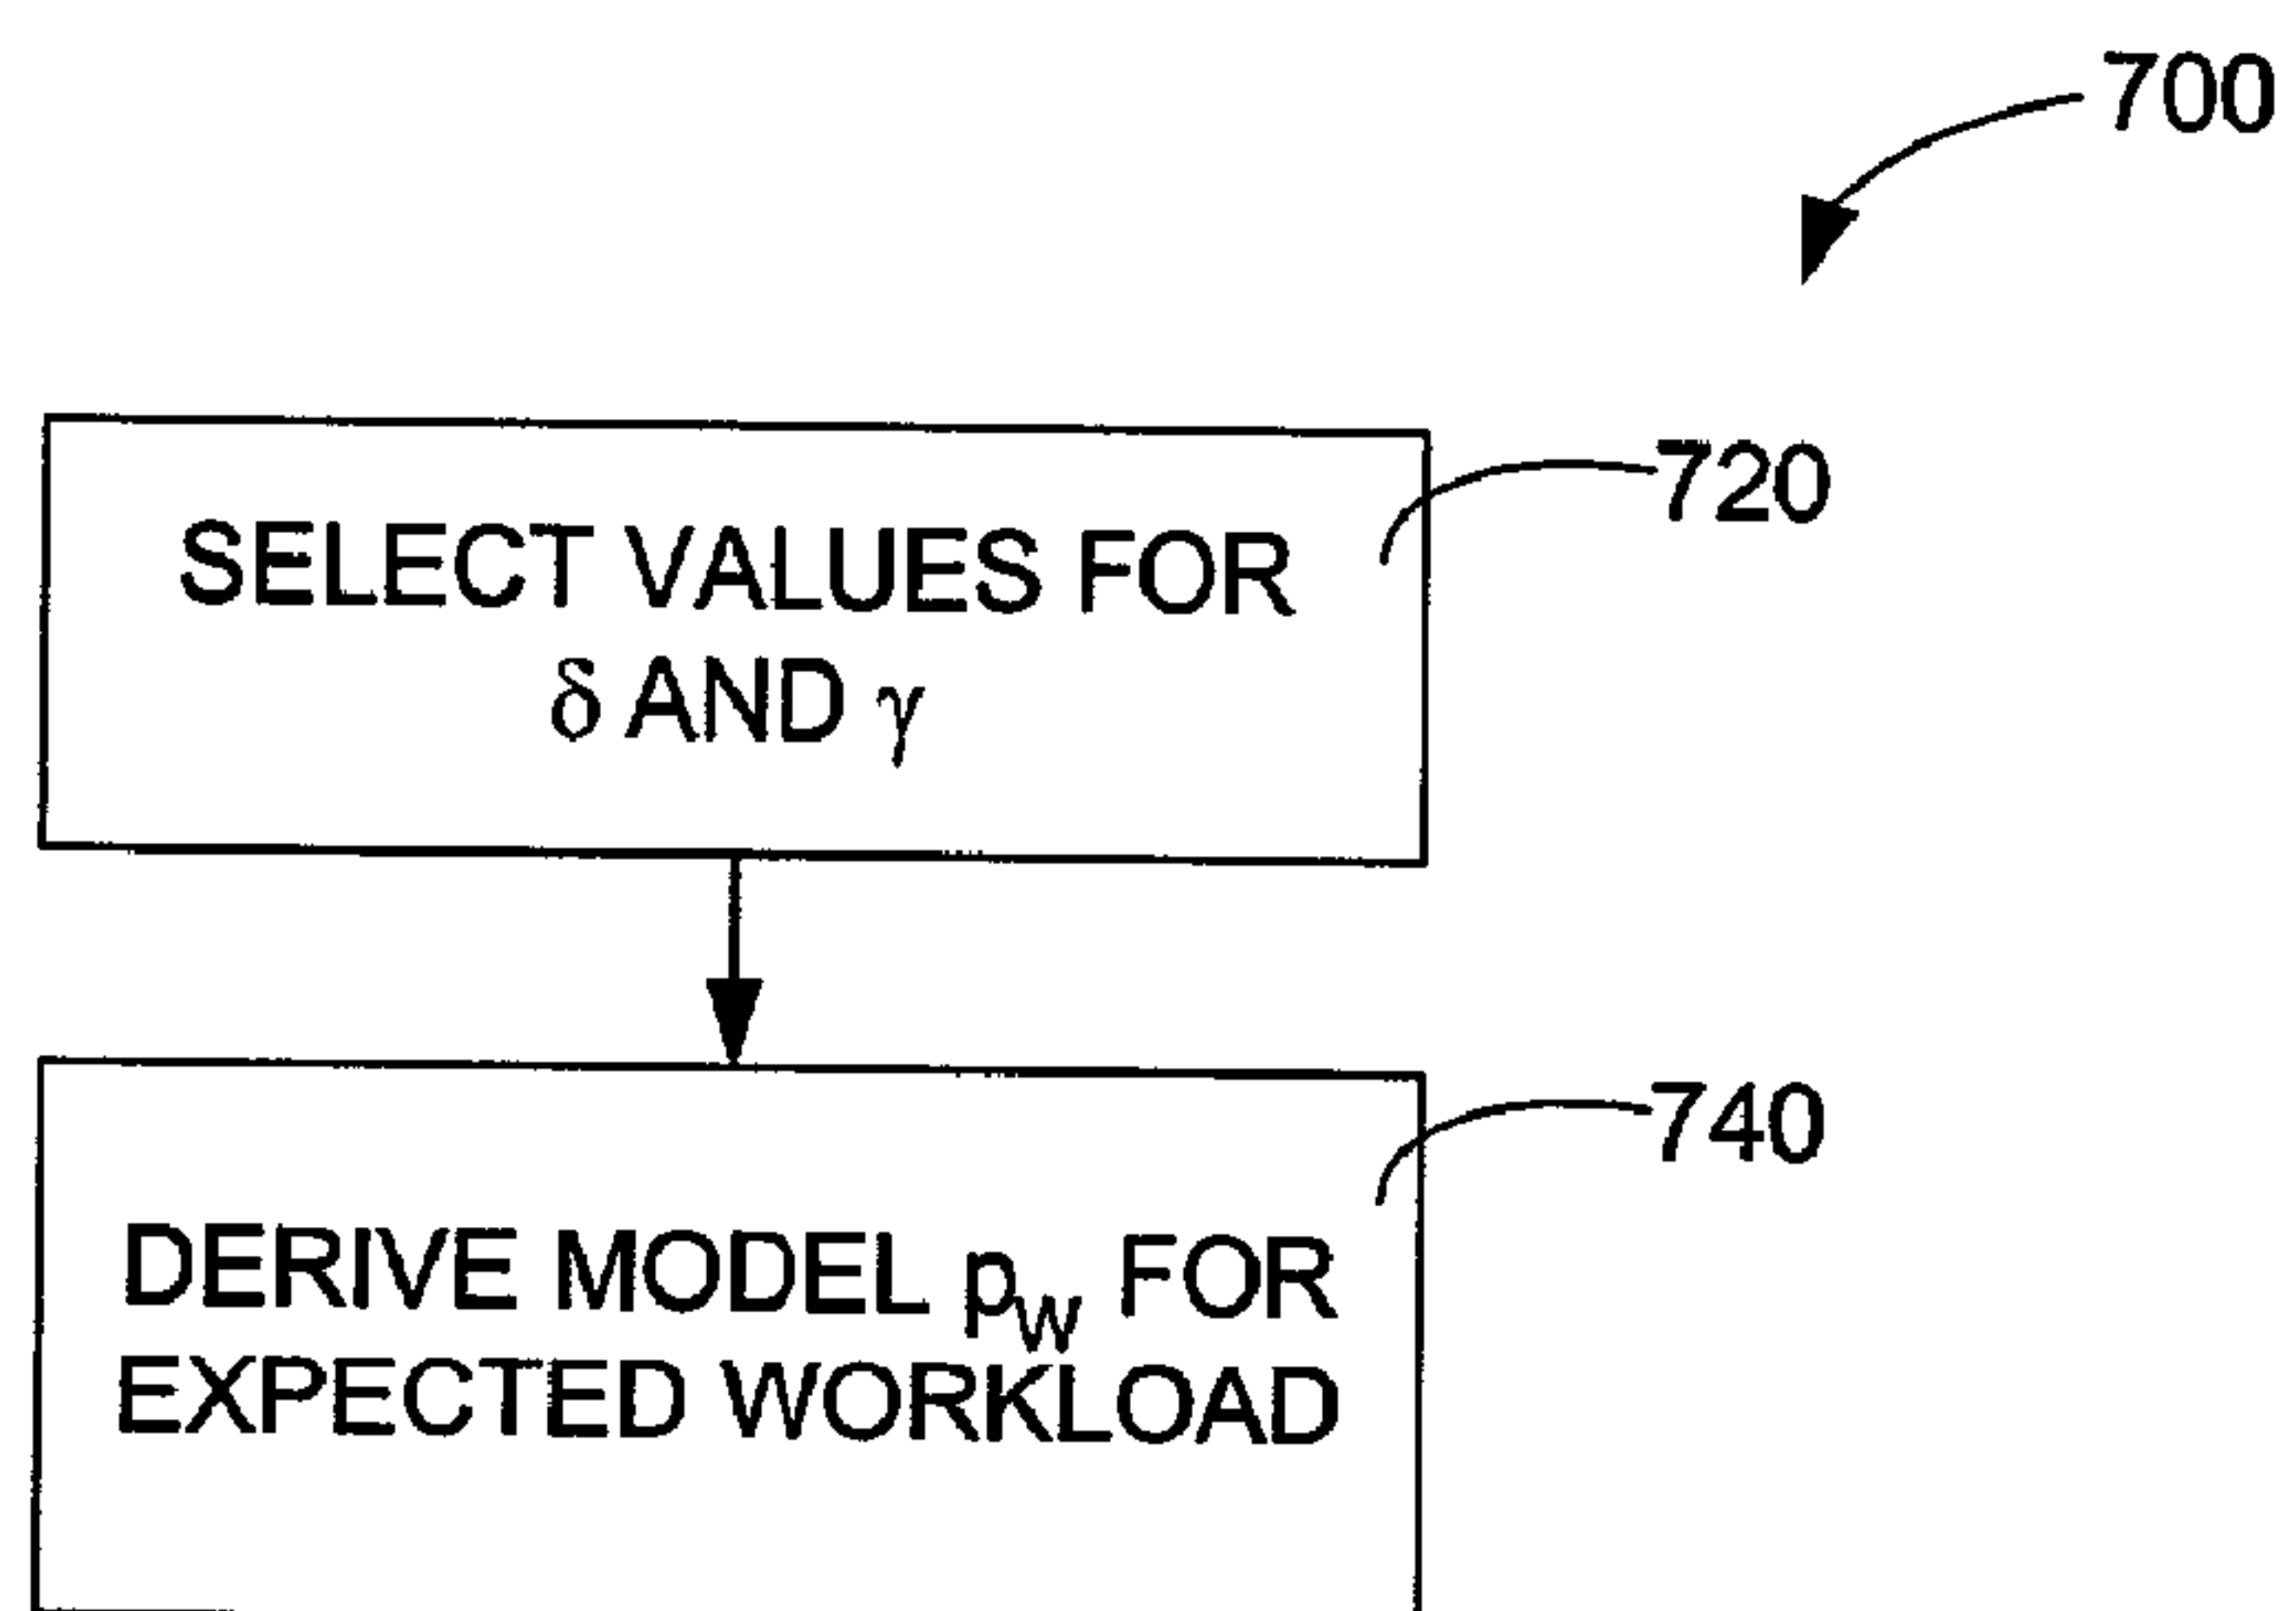 700
720
SELECT VALUES FOR
δ AND γ
740
DERIVE MODEL pw FOR
EXPECTED WORKLOAD